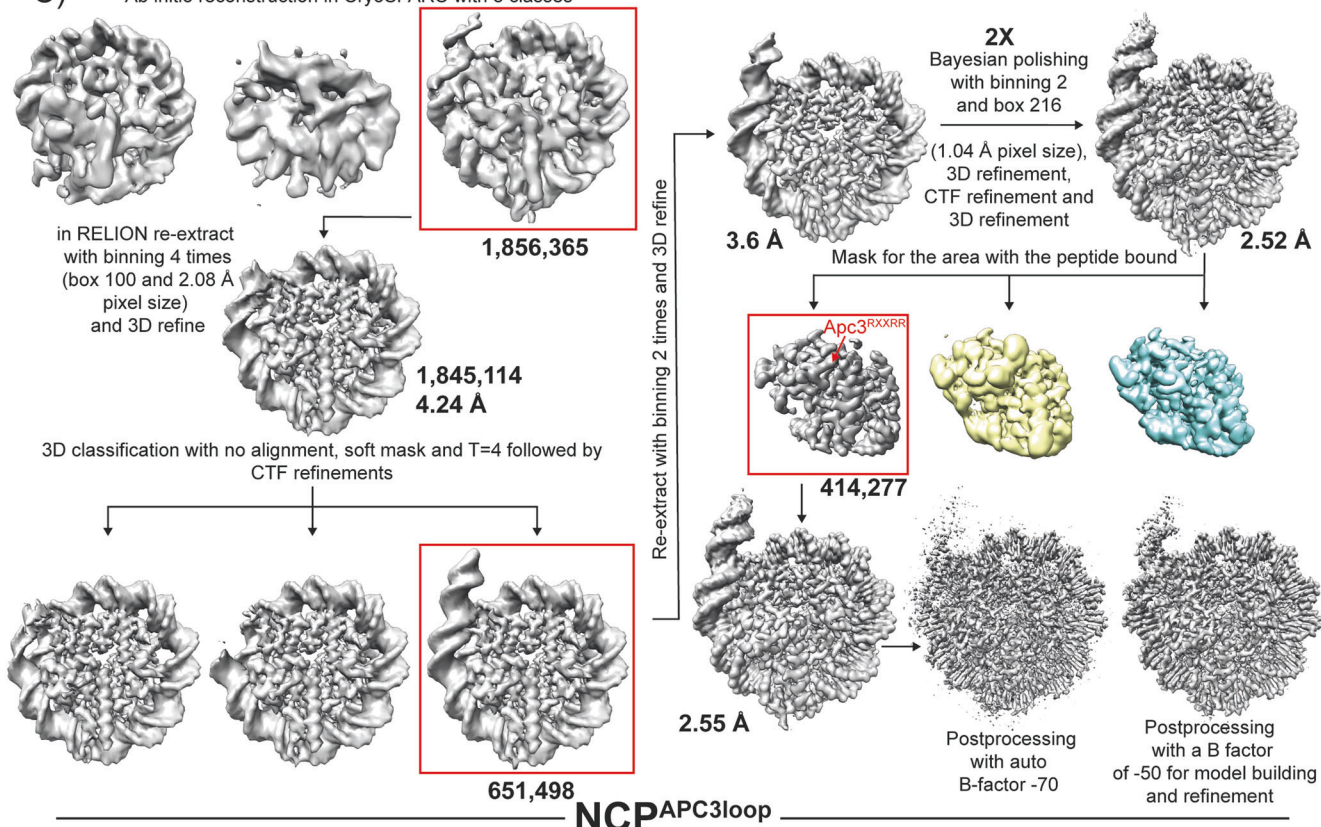 1,856,365
in RELION re-extract
with binning 4 times
(box 100 and 2.08 Å
pixel size)
and 3D refine
1,845,114
4.24 Å
3D classification with no alignment, soft mask and T=4 followed by
CTF refinements
651,498
Re-extract with binning 2 times and 3D refine
3.6 Å
2X
Bayesian polishing
with binning 2
and box 216
(1.04 Å pixel size),
3D refinement,
CTF refinement and
3D refinement
2.52 Å
Mask for the area with the peptide bound
Apc3RXXRR
414,277
2.55 Å
Postprocessing
with auto
B-factor -70
Postprocessing
with a B factor
of -50 for model building
and refinement
NCPAPC3loop